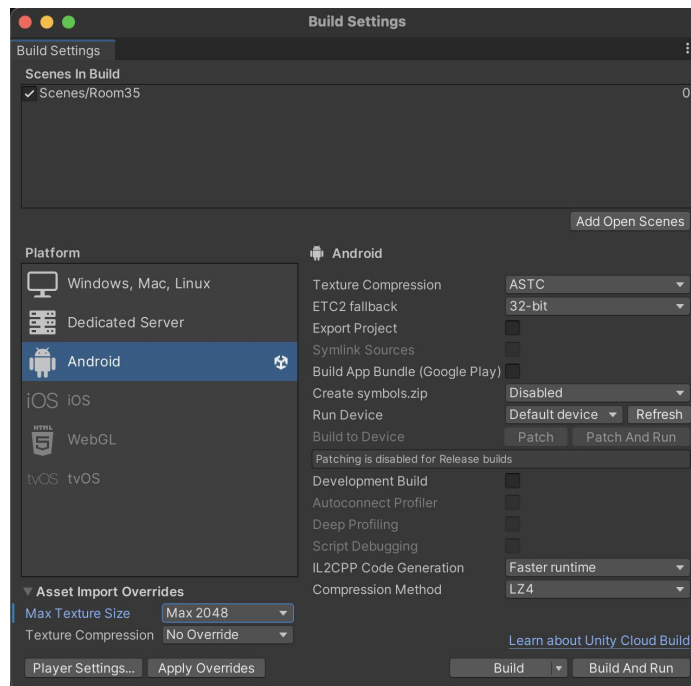 Build Settings
Build Settings
Scenes In Build
Scenes/Room35 0
Add Open Scenes
Platform
Windows, Mac, Linux
Dedicated Server
Android
iOS iOS
HTML 5 WebGL
tvOS tvOS
Asset Import Overrides
Max Texture Size Max 2048
Texture Compression No Override
Player Settings... Apply Overrides
Android
Texture Compression ASTC
ETC2 fallback 32-bit
Export Project
Symlink Sources
Build App Bundle (Google Play)
Create symbols.zip Disabled
Run Device Default device Refresh
Build to Device Patch Patch And Run
Patching is disabled for Release builds
Development Build
Autoconnect Profiler
Deep Profiling
Script Debugging
IL2CPP Code Generation Faster runtime
Compression Method LZ4
Learn about Unity Cloud Build
Build Build And Run